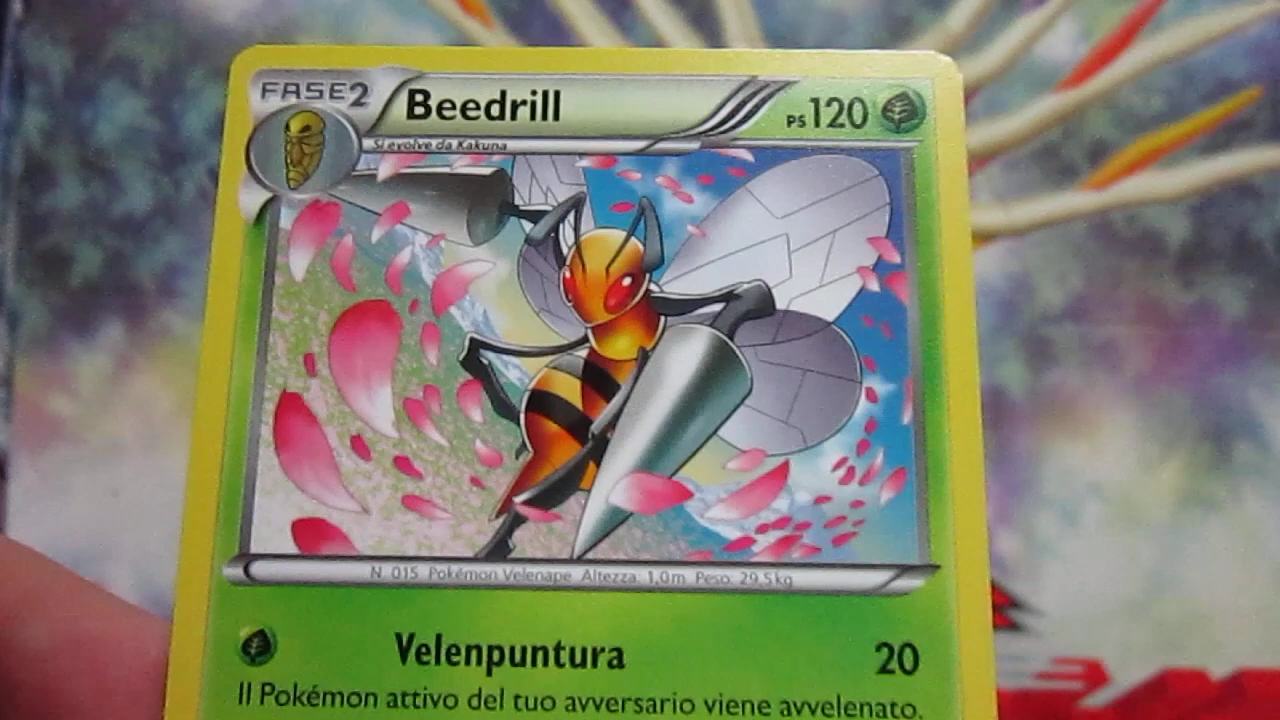 FASE2 Beedrill PS120
Si evolve da Kakuna
N. 015 Pokémon Velenape Altezza: 1,0m Peso: 29,5kg
Velenpuntura 20
Il Pokémon attivo del tuo avversario viene avvelenato.